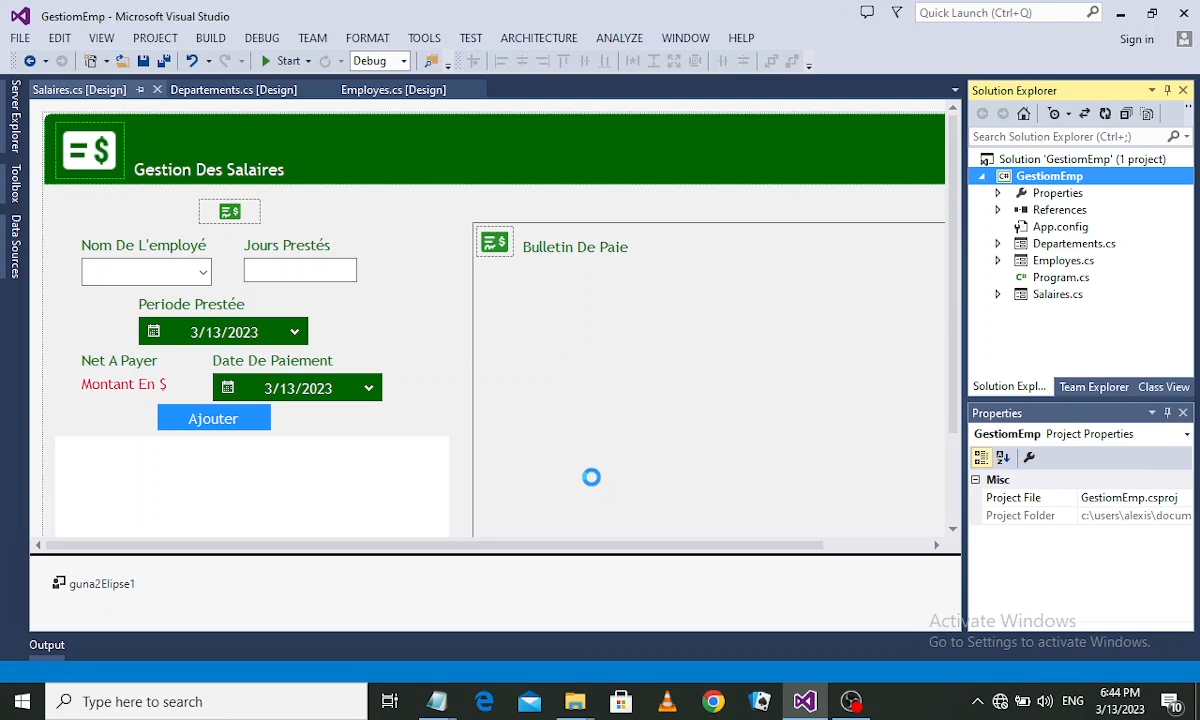 GestiomEmp - Microsoft Visual Studio
Quick Launch (Ctrl+Q)
FILE EDIT VIEW PROJECT BUILD DEBUG TEAM FORMAT TOOLS TEST ARCHITECTURE ANALYZE WINDOW HELP
Sign in
Start Debug
Server Explorer
Toolbox
Data Sources
Salaires.cs [Design] Departements.cs [Design] Employes.cs [Design]
Gestion Des Salaires
Nom De L'employé Jours Prestés
Periode Prestée
3/13/2023
Net A Payer Date De Paiement
Montant En $ 3/13/2023
Ajouter
Bulletin De Paie
guna2Elipse1
Output
Solution Explorer
Search Solution Explorer (Ctrl+;)
Solution 'GestiomEmp' (1 project)
C# GestiomEmp
Properties
References
App.config
Departements.cs
Employes.cs
C# Program.cs
Salaires.cs
Solution Expl... Team Explorer Class View
Properties
GestiomEmp Project Properties
Misc
Project File GestiomEmp.csproj
Project Folder c:\users\alexis\docum
Activate Windows
Go to Settings to activate Windows.
Type here to search
ENG
6:44 PM
3/13/2023
10